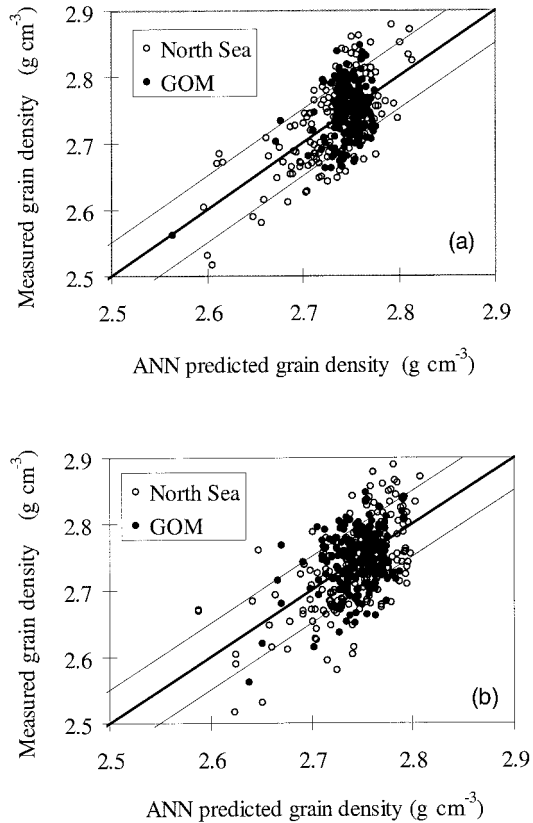 Measured grain density (g cm-3)
2.9
2.8
2.7
2.6
2.5
North Sea
GOM
(a)
2.5 2.6 2.7 2.8 2.9
ANN predicted grain density (g cm-3)
Measured grain density (g cm-3)
2.9
2.8
2.7
2.6
2.5
North Sea
GOM
(b)
2.5 2.6 2.7 2.8 2.9
ANN predicted grain density (g cm-3)